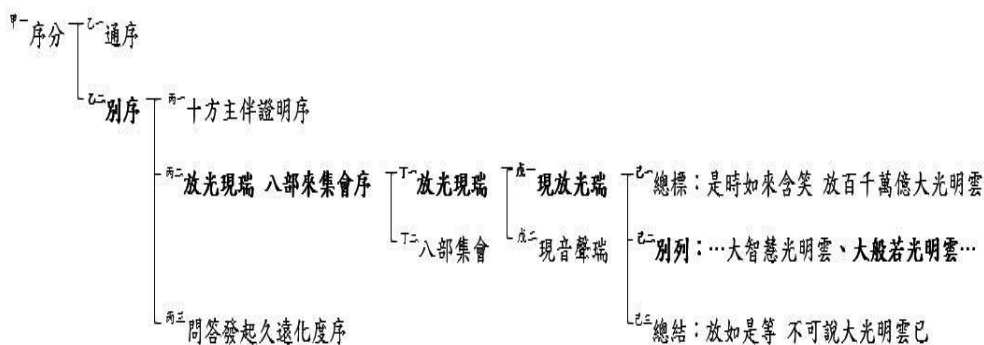 甲一序分 乙一通序
乙二別序 丙一十方主伴證明序
丙二放光現瑞 八部來集會序 丁一放光現瑞 戊一現放光瑞 己一總標：是時如來含笑 放百千萬億大光明雲
丁二八部集會 戊二現音聲瑞 己二別列：…大智慧光明雲、大般若光明雲…
丙三問答發起久遠化度序 己三總結：放如是等 不可說大光明雲已